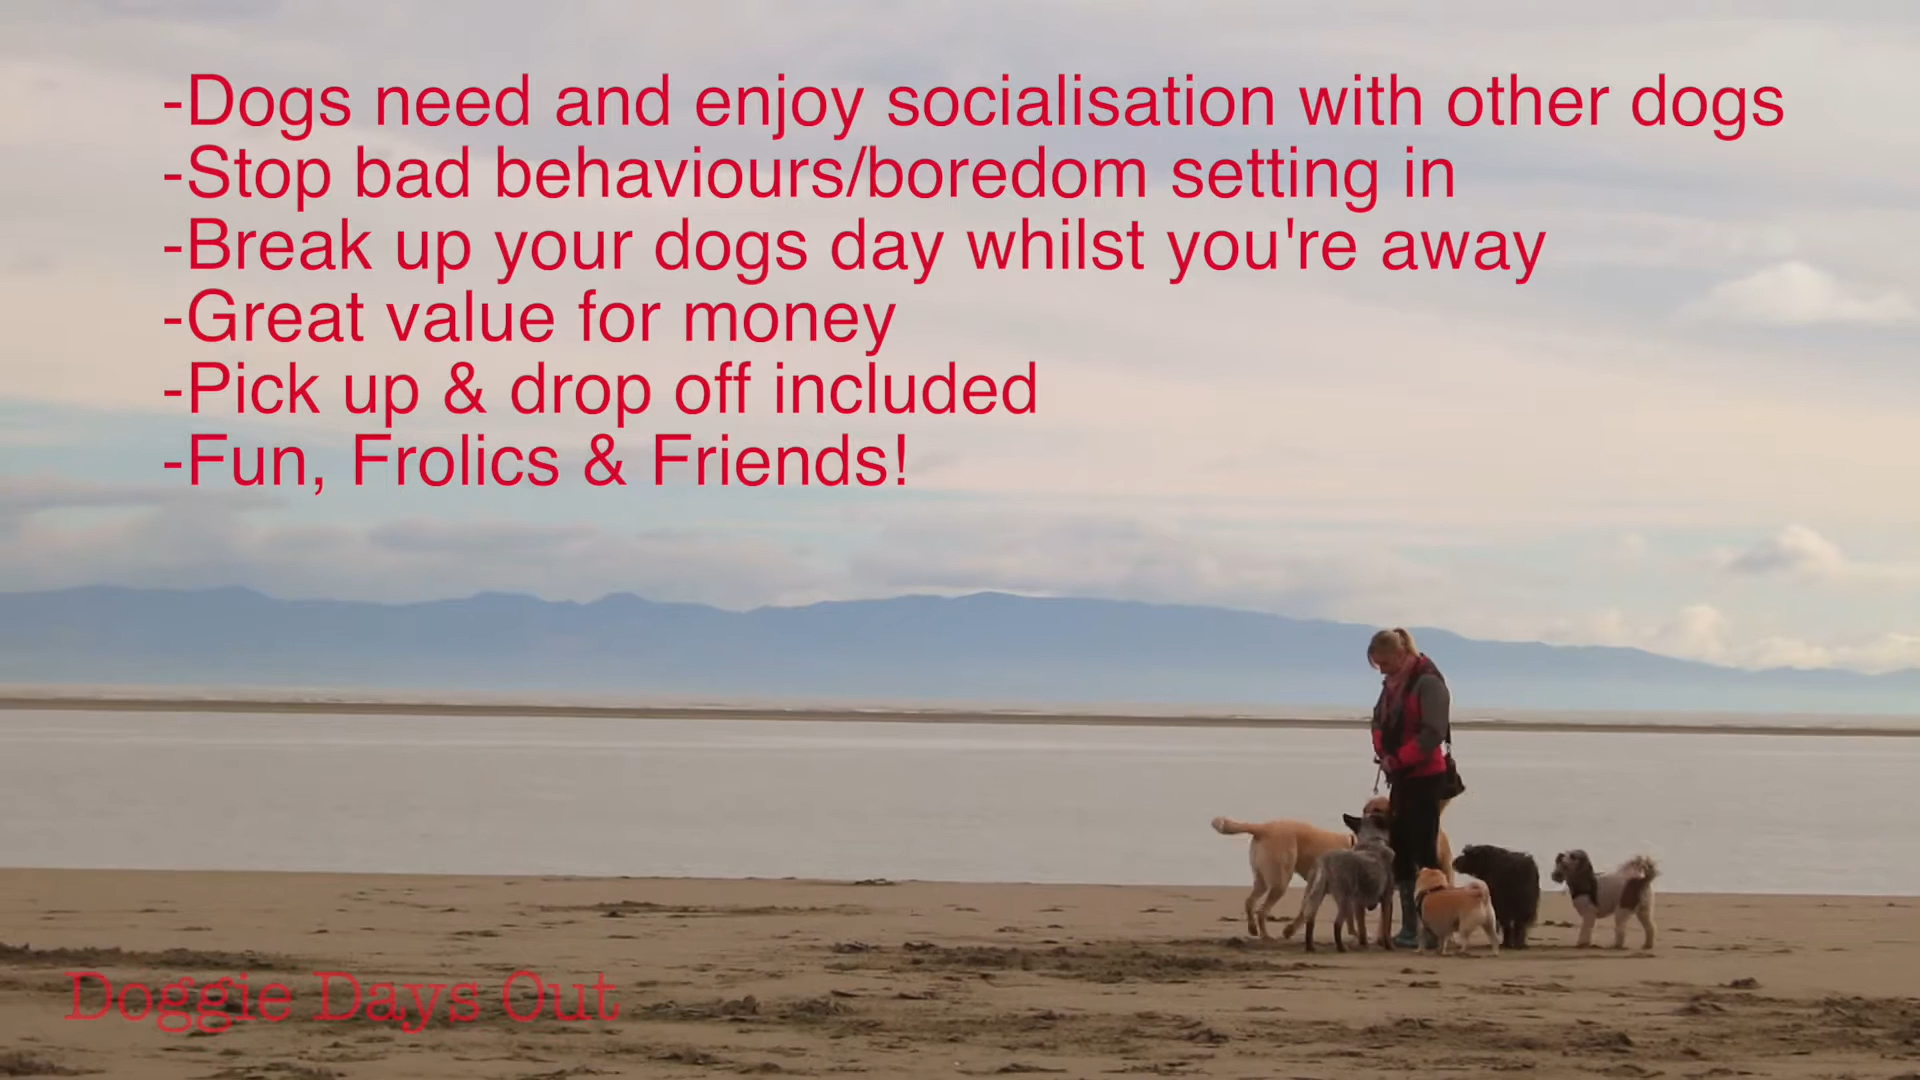 -Dogs need and enjoy socialisation with other dogs
-Stop bad behaviours/boredom setting in
-Break up your dogs day whilst you're away
-Great value for money
-Pick up & drop off included
-Fun, Frolics & Friends!
Doggie Days Out